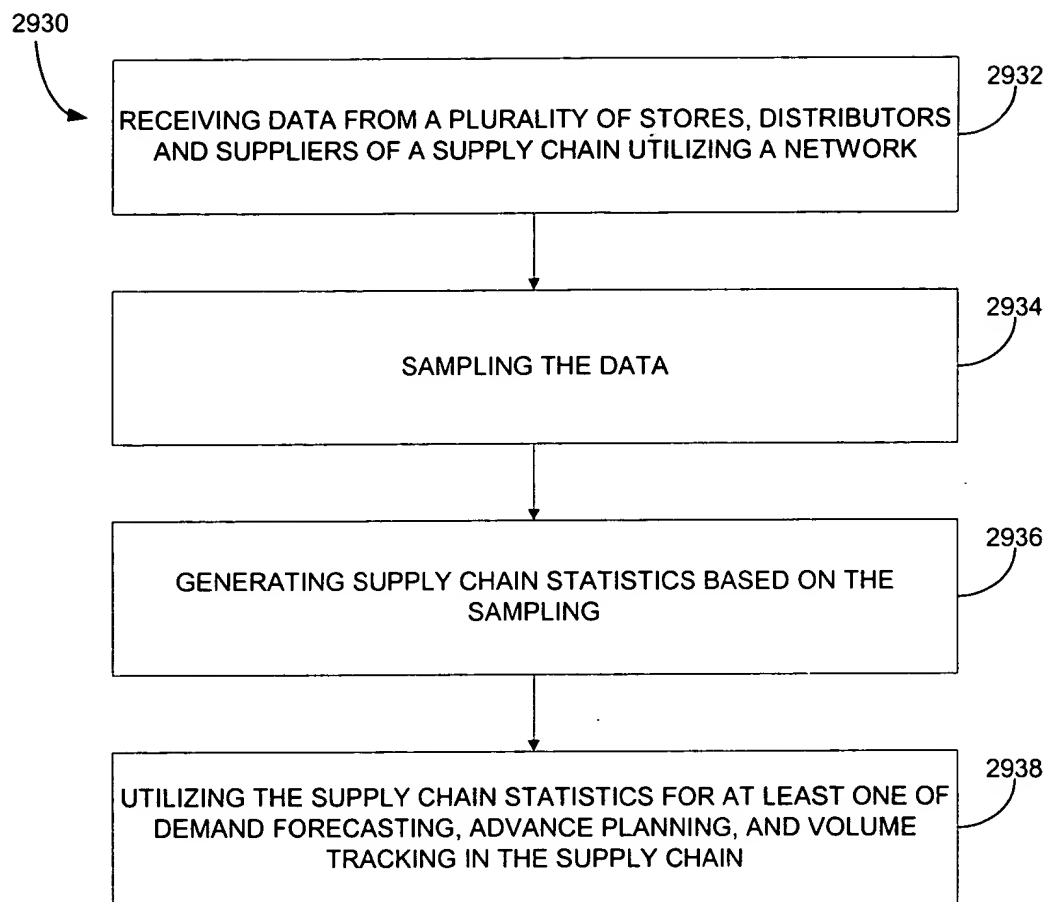 2930
2932
RECEIVING DATA FROM A PLURALITY OF STORES, DISTRIBUTORS
AND SUPPLIERS OF A SUPPLY CHAIN UTILIZING A NETWORK
2934
SAMPLING THE DATA
2936
GENERATING SUPPLY CHAIN STATISTICS BASED ON THE
SAMPLING
2938
UTILIZING THE SUPPLY CHAIN STATISTICS FOR AT LEAST ONE OF
DEMAND FORECASTING, ADVANCE PLANNING, AND VOLUME
TRACKING IN THE SUPPLY CHAIN